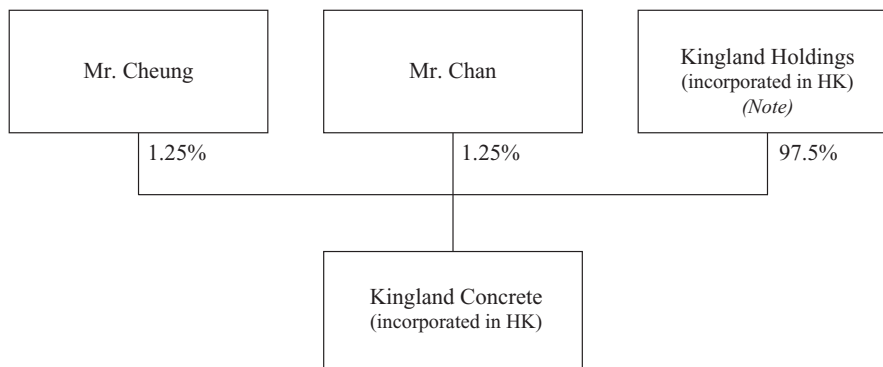 Mr. Cheung
Mr. Chan
Kingland Holdings
(incorporated in HK)
(Note)
1.25%
1.25%
97.5%
Kingland Concrete
(incorporated in HK)